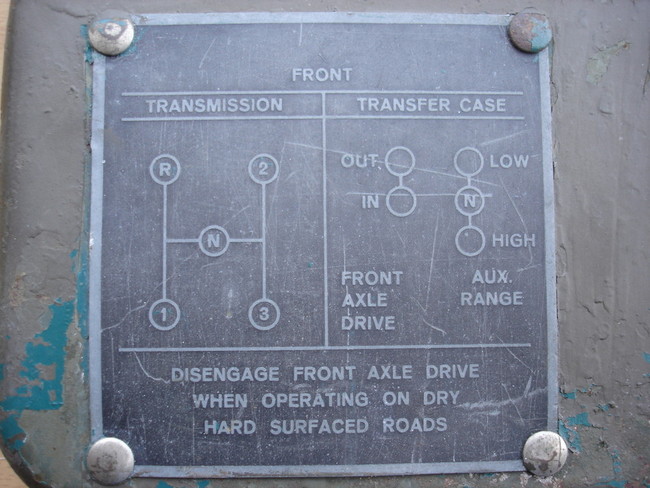 FRONT
TRANSMISSION TRANSFER CASE
R 2 OUT LOW
IN N
N HIGH
1 3 FRONT AXLE DRIVE AUX. RANGE
DISENGAGE FRONT AXLE DRIVE
WHEN OPERATING ON DRY
HARD SURFACED ROADS